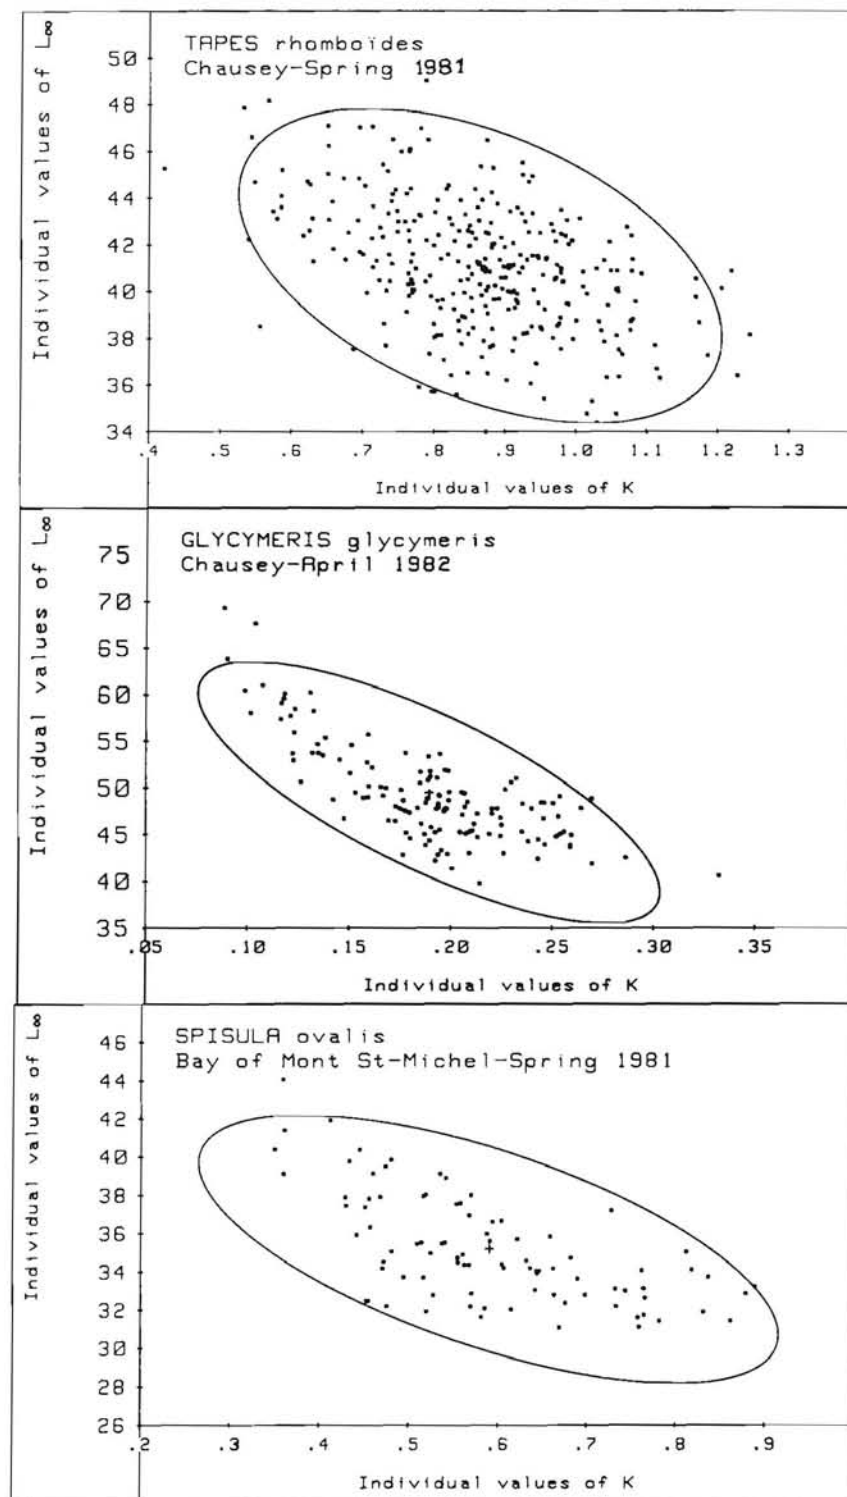 TAPES rhomboïdes
Chausey-Spring 1981
Individual values of L∞
50
48
46
44
42
40
38
36
34
.4 .5 .6 .7 .8 .9 1.0 1.1 1.2 1.3
Individual values of K
GLYCYMERIS glycymeris
Chausey-April 1982
Individual values of L∞
75
70
65
60
55
50
45
40
35
.05 .10 .15 .20 .25 .30 .35
Individual values of K
SPISULA ovalis
Bay of Mont St-Michel-Spring 1981
Individual values of L∞
46
44
42
40
38
36
34
32
30
28
26
0.2 .3 .4 .5 .6 .7 .8 .9
Individual values of K